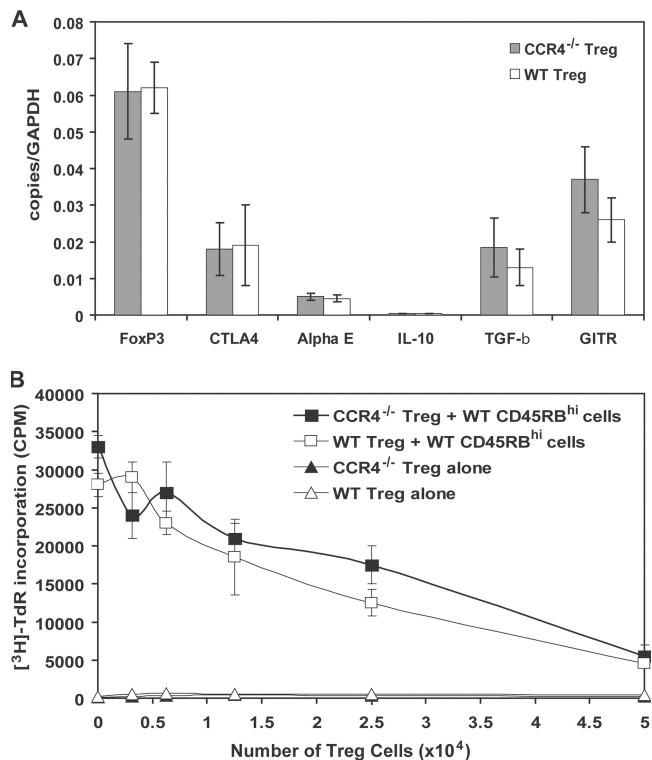 A
0.08
0.07
0.06
0.05
0.04
0.03
0.02
0.01
0
copies/GAPDH
CCR4-/- Treg
WT Treg
FoxP3 CTLA4 Alpha E IL-10 TGF-b GITR
B
40000
35000
30000
25000
20000
15000
10000
5000
0
[3H]-TdR incorporation (CPM)
CCR4-/- Treg + WT CD45RBhi cells
WT Treg + WT CD45RBhi cells
CCR4-/- Treg alone
WT Treg alone
0 0.5 1 1.5 2 2.5 3 3.5 4 4.5 5
Number of Treg Cells (x104)